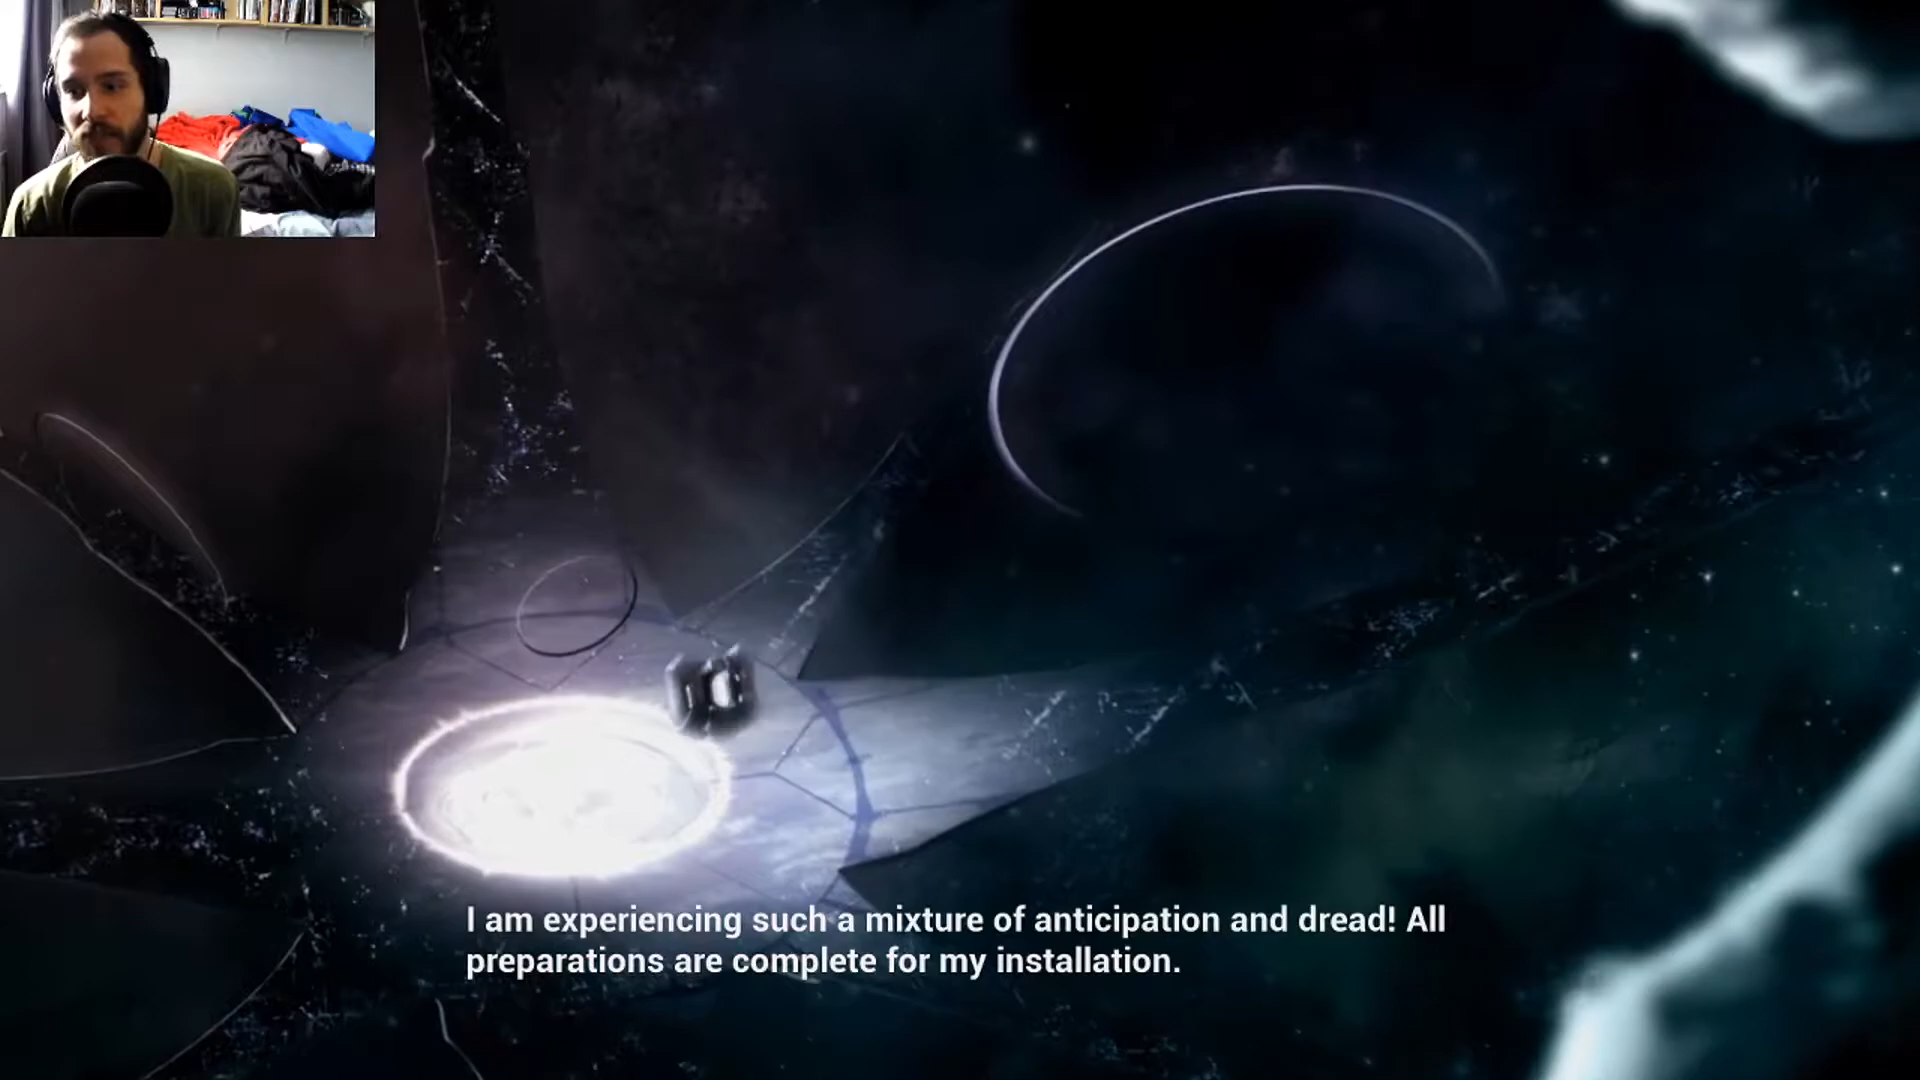 I am experiencing such a mixture of anticipation and dread! All
preparations are complete for my installation.